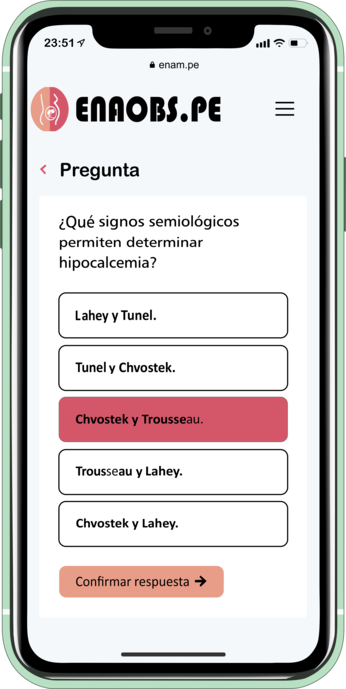 23:51
enam.pe
ENAOBS.PE
Pregunta
¿Qué signos semiológicos
permiten determinar
hipocalcemia?
Lahey y Tunel.
Tunel y Chvostek.
Chvostek y Trousseau.
Trousseau y Lahey.
Chvostek y Lahey.
Confirmar respuesta